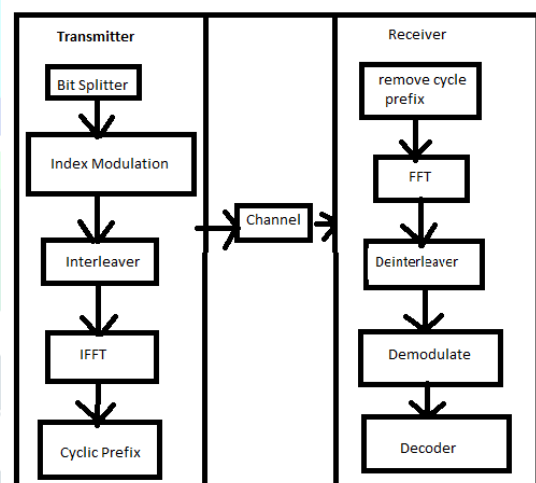 Transmitter
Bit Splitter
Index Modulation
Interleaver
IFFT
Cyclic Prefix
Channel
Receiver
remove cycle
prefix
FFT
Deinterleaver
Demodulate
Decoder